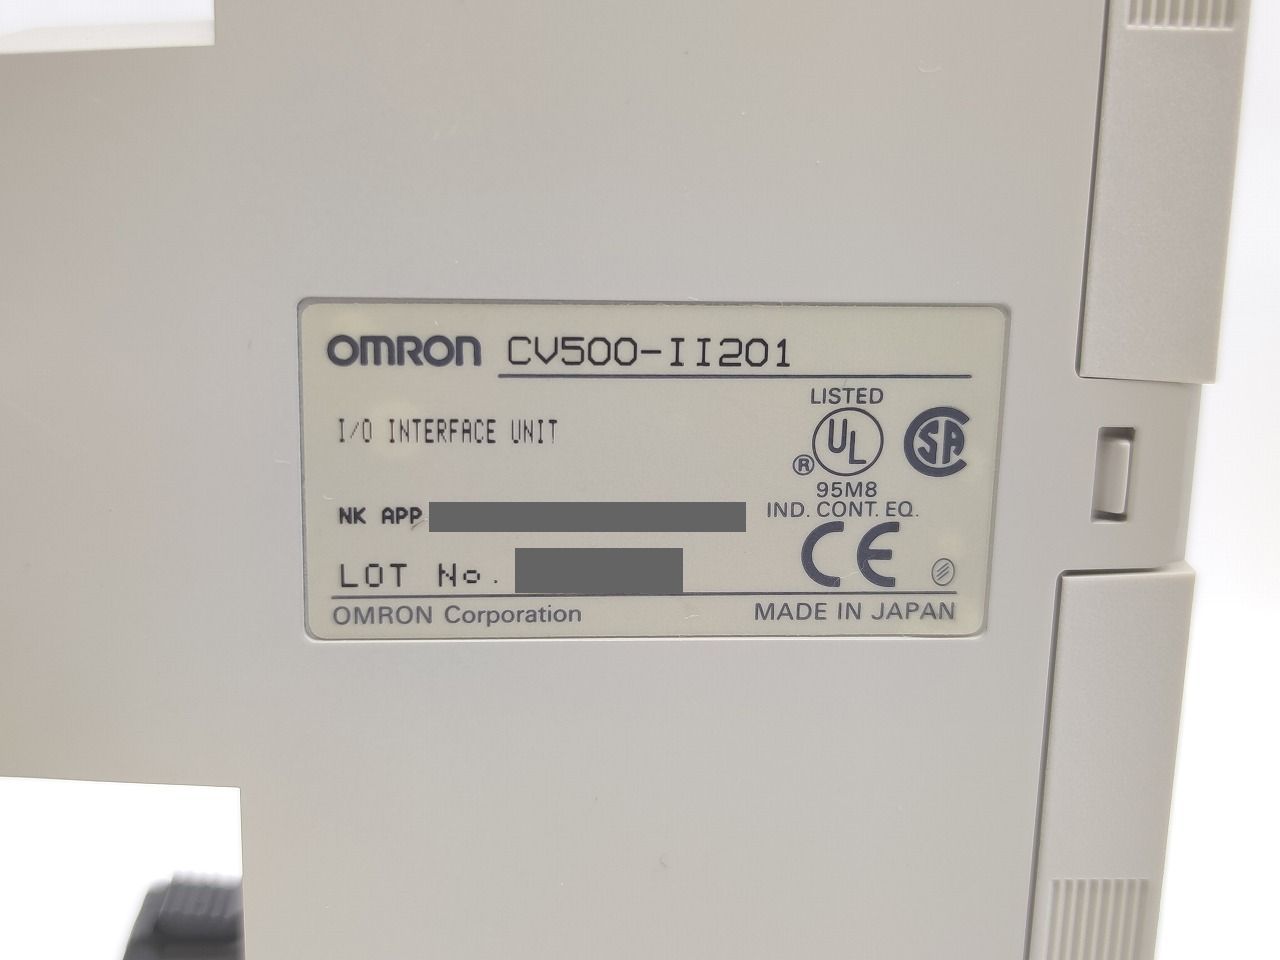 OMRON CV500-II201
I/O INTERFACE UNIT
LISTED
UL
®
SA
95M8
IND. CONT. EQ.
NK APP
CE
LOT No.
OMRON Corporation MADE IN JAPAN